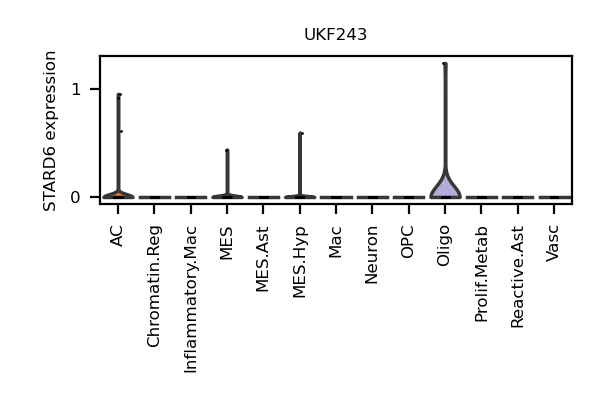 UKF243
STARD6 expression
1
0
AC
Chromatin.Reg
Inflammatory.Mac
MES
MES.Ast
MES.Hyp
Mac
Neuron
OPC
Oligo
Prolif.Metab
Reactive.Ast
Vasc